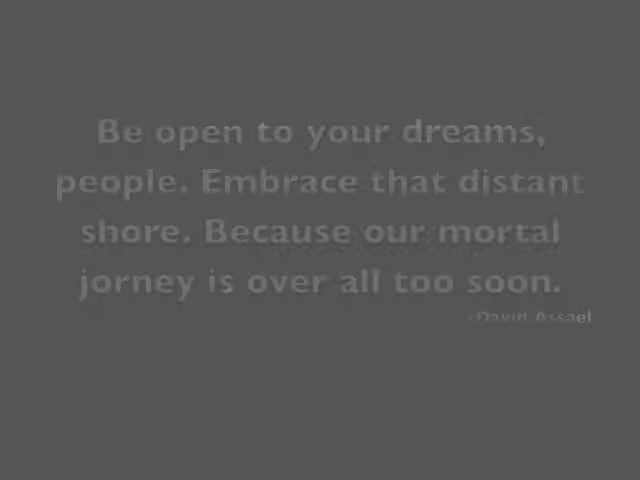 Be open to your dreams,
people. Embrace that distant
shore. Because our mortal
jorney is over all too soon.
-David Assael